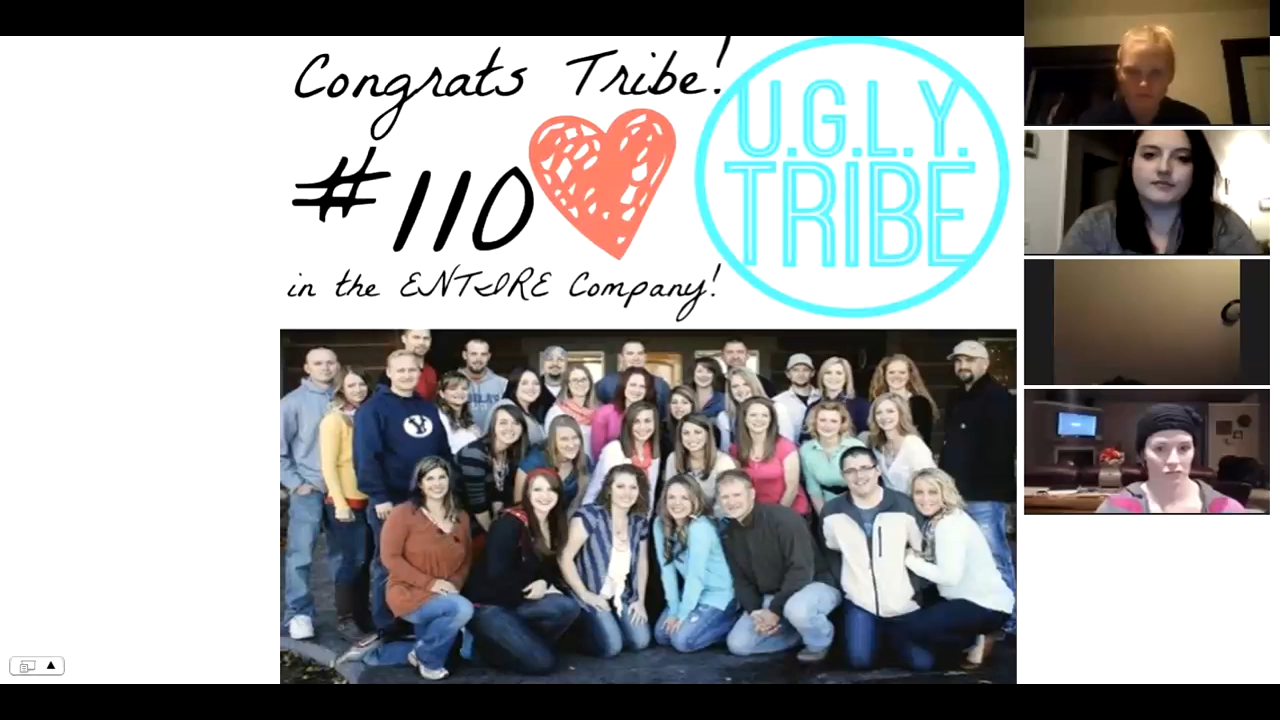 Congrats Tribe!
#110
in the ENTIRE Company!
U.G.L.Y.
TRIBE